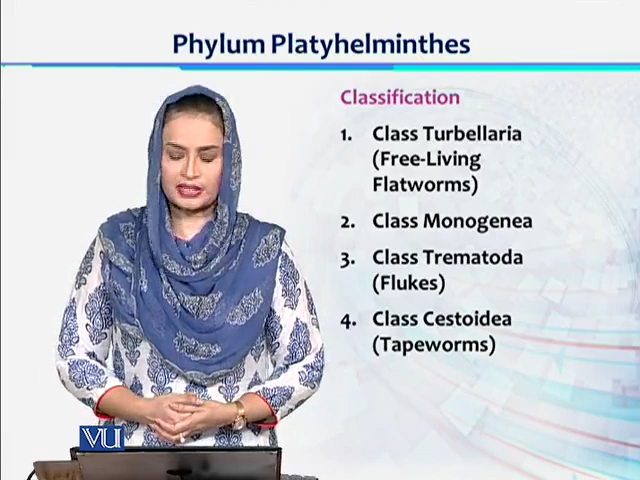 Phylum Platyhelminthes
Classification
1. Class Turbellaria
(Free-Living
Flatworms)
2. Class Monogenea
3. Class Trematoda
(Flukes)
4. Class Cestoidea
(Tapeworms)
VU